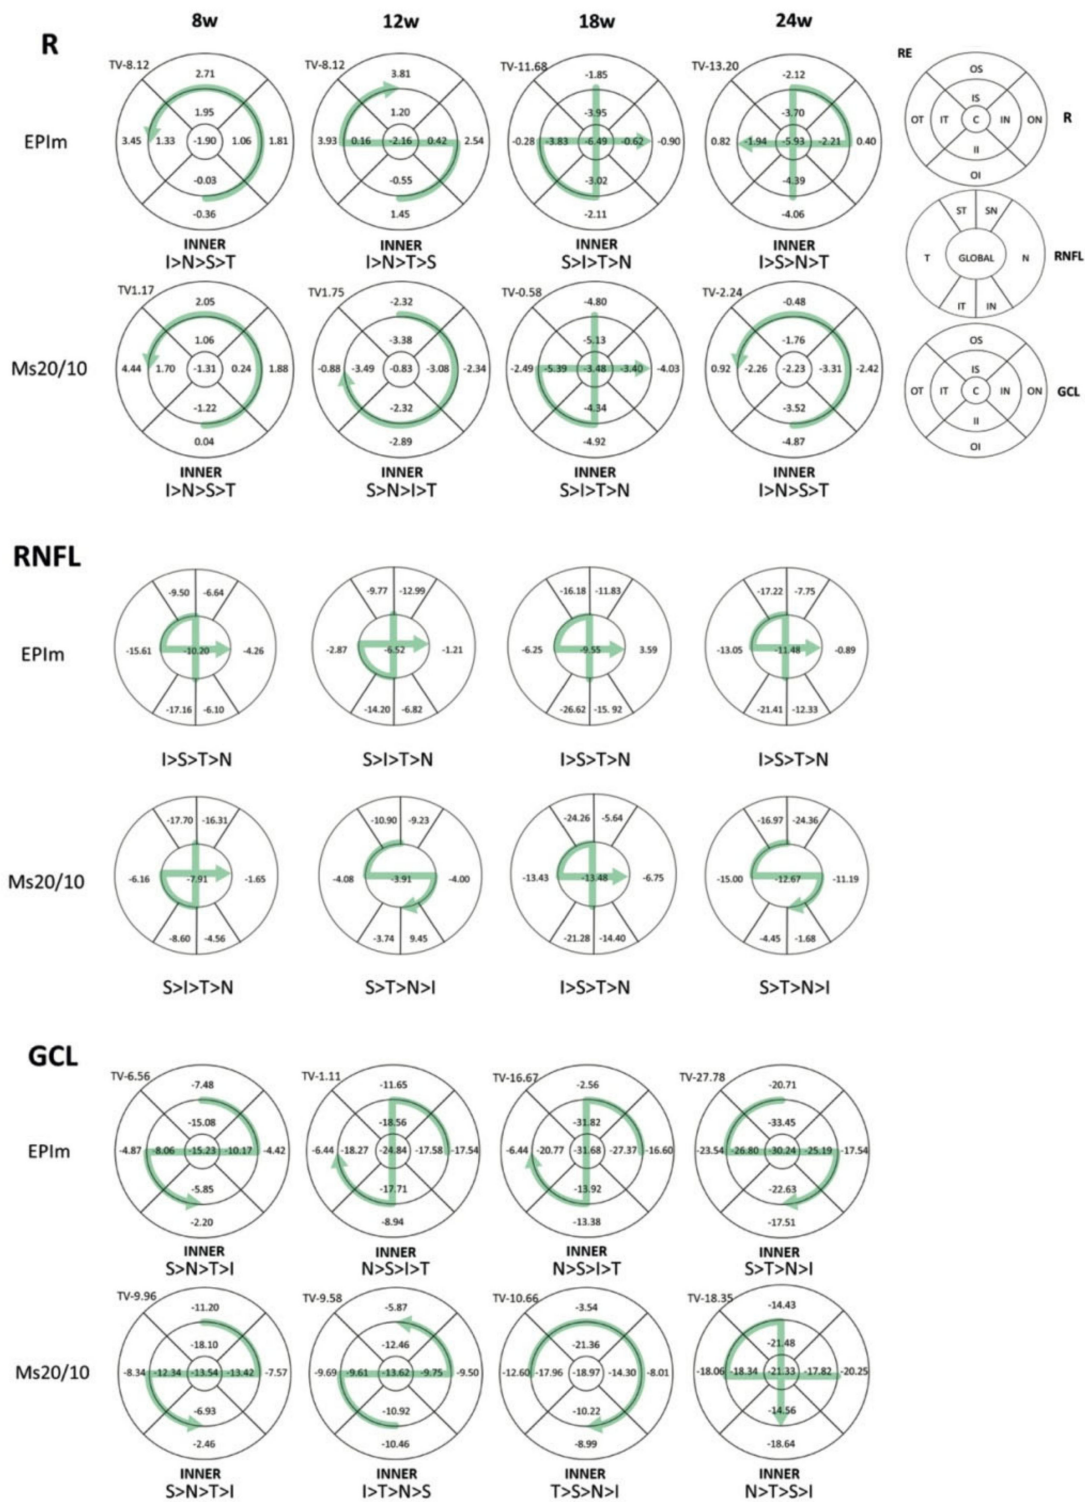 8w 12w 18w 24w
R
EPIm
TV-8.12 2.71 1.95 3.45 1.33 -1.90 1.06 1.81 -0.03 -0.36
INNER
I>N>S>T
TV-8.12 3.81 1.20 3.93 0.16 -2.16 0.42 2.54 -0.55 1.45
INNER
I>N>T>S
TV-11.68 -1.85 -3.95 -0.28 -3.83 -6.49 -0.62 -0.90 -3.02 -2.11
INNER
S>I>T>N
TV-13.20 -2.12 -3.70 0.82 -1.94 -5.93 -2.21 0.40 -4.39 -4.06
INNER
I>S>N>T
RE
OS
IS
OT IT C IN ON R
II
OI
ST SN
T GLOBAL N RNFL
IT IN
OS
IS
OT IT C IN ON GCL
II
OI
Ms20/10
TV1.17 2.05 1.06 4.44 1.70 -1.31 0.24 1.88 -1.22 0.04
INNER
I>N>S>T
TV1.75 -2.32 -3.38 -0.88 -3.49 -0.83 -3.08 -2.34 -2.32 -2.89
INNER
S>N>I>T
TV-0.58 -4.80 -5.13 -2.49 -5.39 -3.48 -3.40 -4.03 -4.34 -4.92
INNER
S>I>T>N
TV-2.24 -0.48 -1.76 0.92 -2.26 -2.23 -3.31 -2.42 -3.52 -4.87
INNER
I>N>S>T
RNFL
EPIm
-9.50 -6.64 -15.61 -10.20 -4.26 -17.16 -6.10
I>S>T>N
-9.77 -12.99 -2.87 -6.52 -1.21 -14.20 -6.82
S>I>T>N
-16.18 -11.83 -6.25 -9.55 3.59 -26.62 -15. 92
I>S>T>N
-17.22 -7.75 -13.05 -11.48 -0.89 -21.41 -12.33
I>S>T>N
Ms20/10
-17.70 -16.31 -6.16 -7.91 -1.65 -8.60 -4.56
S>I>T>N
-10.90 -9.23 -4.08 -3.91 -4.00 -3.74 9.45
S>T>N>I
-24.26 -5.64 -13.43 -13.48 -6.75 -21.28 -14.40
I>S>T>N
-16.97 -24.36 -15.00 -12.67 -11.19 -4.45 -1.68
S>T>N>I
GCL
EPIm
TV-6.56 -7.48 -15.08 -4.87 -8.06 -15.23 -10.17 -4.42 -5.85 -2.20
INNER
S>N>T>I
TV-1.11 -11.65 -18.56 -6.44 -18.27 -24.84 -17.58 -17.54 -17.71 -8.94
INNER
N>S>I>T
TV-16.67 -2.56 -31.82 -6.44 -20.77 -31.68 -27.37 -16.60 -13.92 -13.38
INNER
N>S>I>T
TV-27.78 -20.71 -33.45 -23.54 -26.80 -30.24 -25.19 -17.54 -22.63 -17.51
INNER
S>T>N>I
Ms20/10
TV-9.96 -11.20 -18.10 -8.34 -12.34 -13.54 -13.42 -7.57 -6.93 -2.46
INNER
S>N>T>I
TV-9.58 -5.87 -12.46 -9.69 -9.61 -13.62 -9.75 -9.50 -10.92 -10.46
INNER
I>T>N>S
TV-10.66 -3.54 -21.36 -12.60 -17.96 -18.97 -14.30 -8.01 -10.22 -8.99
INNER
T>S>N>I
TV-18.35 -14.43 -21.48 -18.06 -18.34 -21.33 -17.82 -20.25 -14.56 -18.64
INNER
N>T>S>I